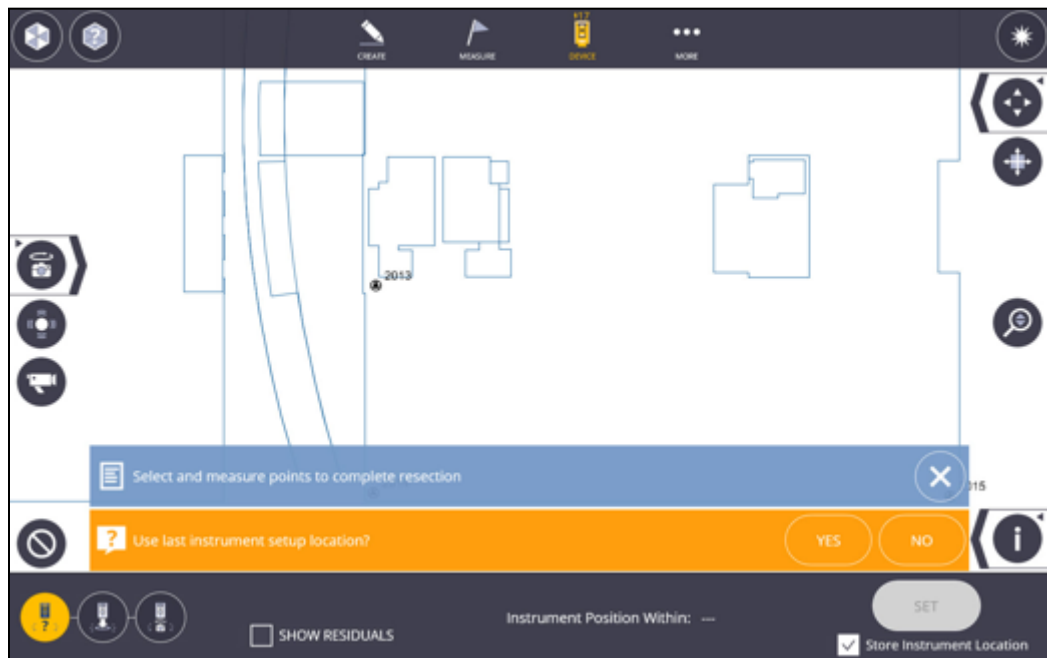 CREATE
MEASURE
DEVICE
MORE
2013
Select and measure points to complete resection
015
Use last instrument setup location?
YES
NO
Instrument Position Within: ---
SET
SHOW RESIDUALS
Store Instrument Location